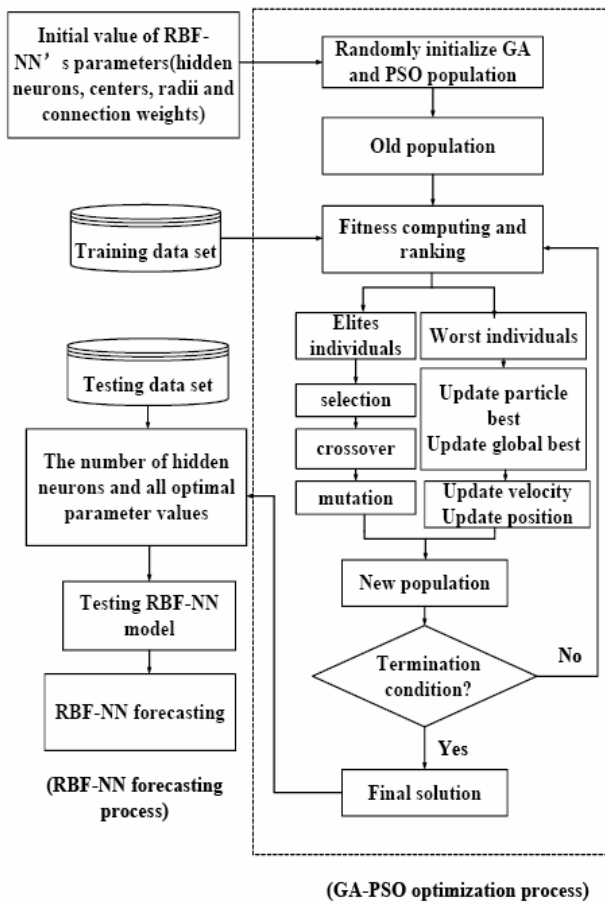 Initial value of RBF-
NN’s parameters(hidden
neurons, centers, radii and
connection weights)
Randomly initialize GA
and PSO population
Old population
Training data set
Fitness computing and
ranking
Elites
individuals
Worst individuals
Testing data set
selection
crossover
mutation
Update particle
best
Update global best
Update velocity
Update position
The number of hidden
neurons and all optimal
parameter values
New population
Testing RBF-NN
model
Termination
condition?
No
RBF-NN forecasting
Yes
(RBF-NN forecasting
process)
Final solution
(GA-PSO optimization process)